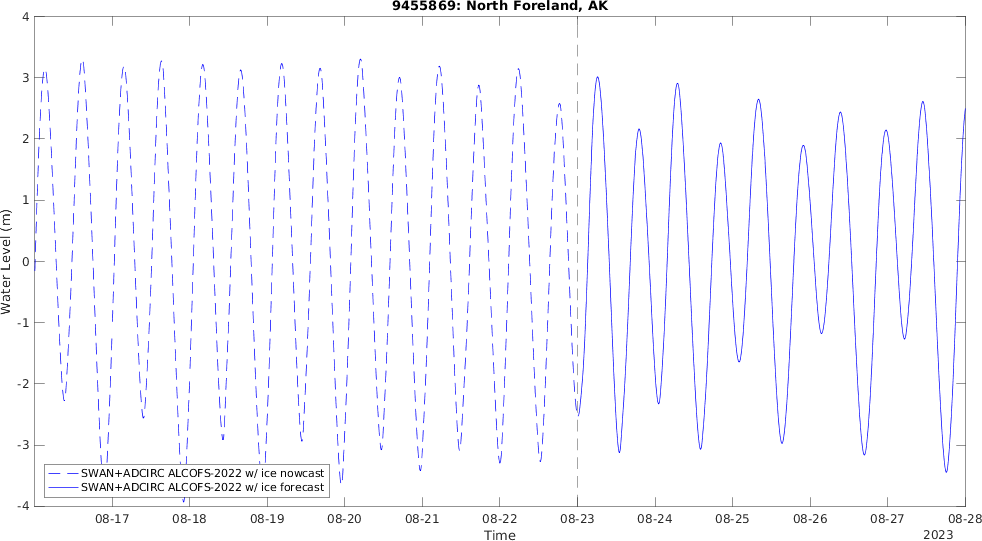 9455869: North Foreland, AK
4
3
2
1
0
-1
-2
-3
-4
Water Level (m)
SWAN+ADCIRC ALCOFS-2022 w/ ice nowcast
SWAN+ADCIRC ALCOFS-2022 w/ ice forecast
08-17 08-18 08-19 08-20 08-21 08-22 08-23 08-24 08-25 08-26 08-27 08-28
Time
2023